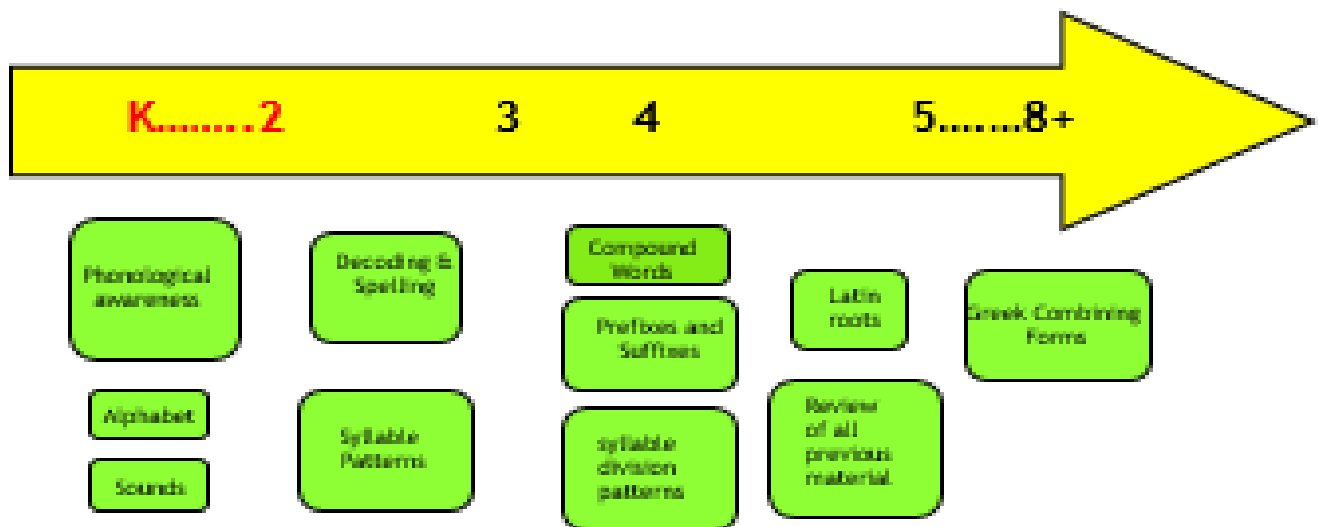 K........2 3 4 5.......8+
Phonological
awareness
Alphabet
Sounds
Decoding &
Spelling
Syllable
Patterns
Compound
Words
Prefixes and
Suffixes
syllable
division
patterns
Latin
roots
Review
of all
previous
material
Greek Combining
Forms